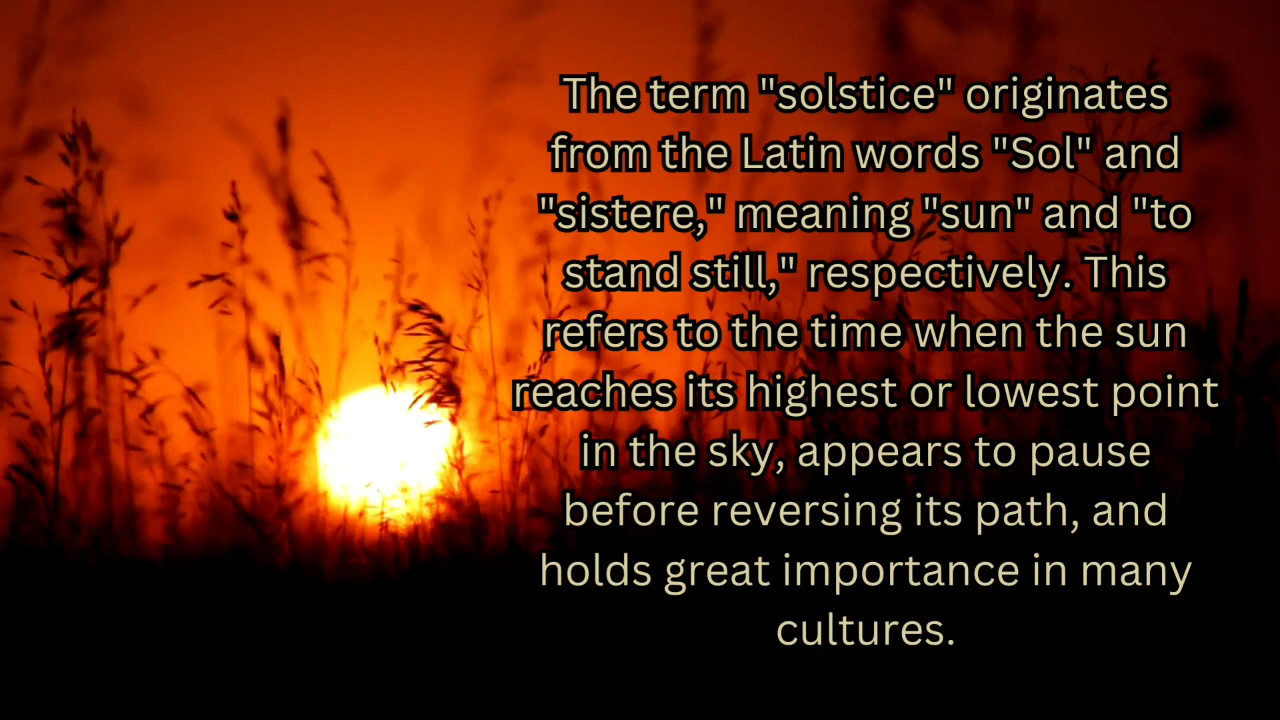 The term "solstice" originates
from the Latin words "Sol" and
"sistere," meaning "sun" and "to
stand still," respectively. This
refers to the time when the sun
reaches its highest or lowest point
in the sky, appears to pause
before reversing its path, and
holds great importance in many
cultures.